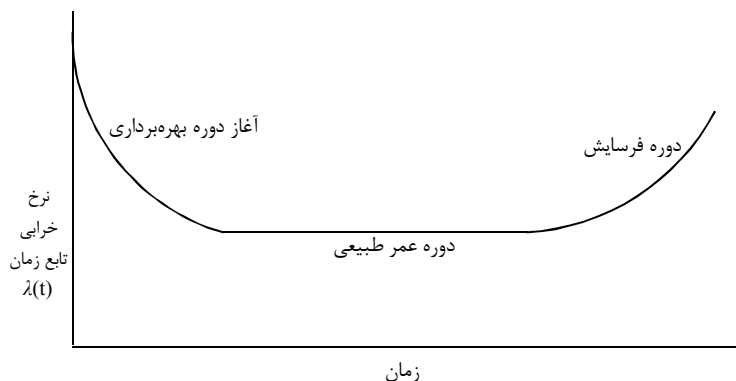 آغاز دوره بهره‌برداری
دوره فرسایش
نرخ
خرابی
تابع زمان
λ(t)
دوره عمر طبیعی
زمان